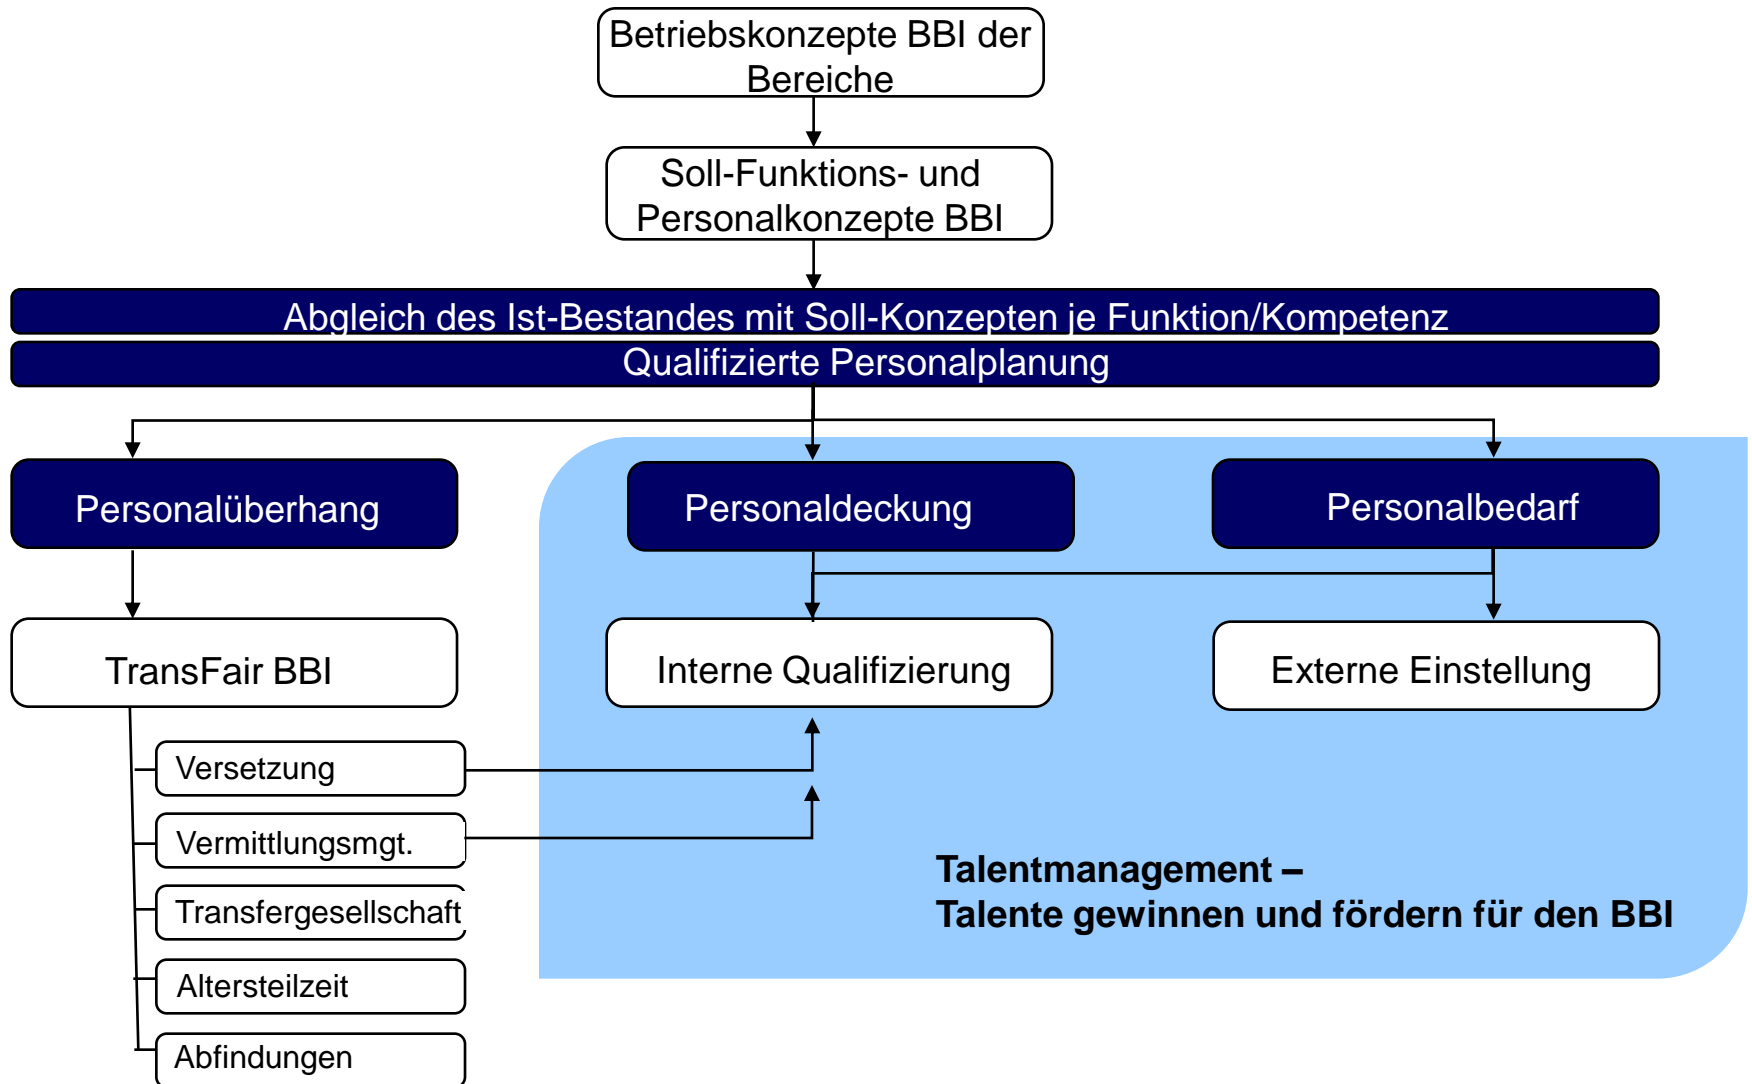 Betriebskonzepte BBI der
Bereiche
Soll-Funktions- und
Personalkonzepte BBI
Abgleich des Ist-Bestandes mit Soll-Konzepten je Funktion/Kompetenz
Qualifizierte Personalplanung
Personalüberhang
Personaldeckung
Personalbedarf
TransFair BBI
Interne Qualifizierung
Externe Einstellung
Versetzung
Vermittlungsmgt.
Transfergesellschaft
Altersteilzeit
Abfindungen
Talentmanagement –
Talente gewinnen und fördern für den BBI